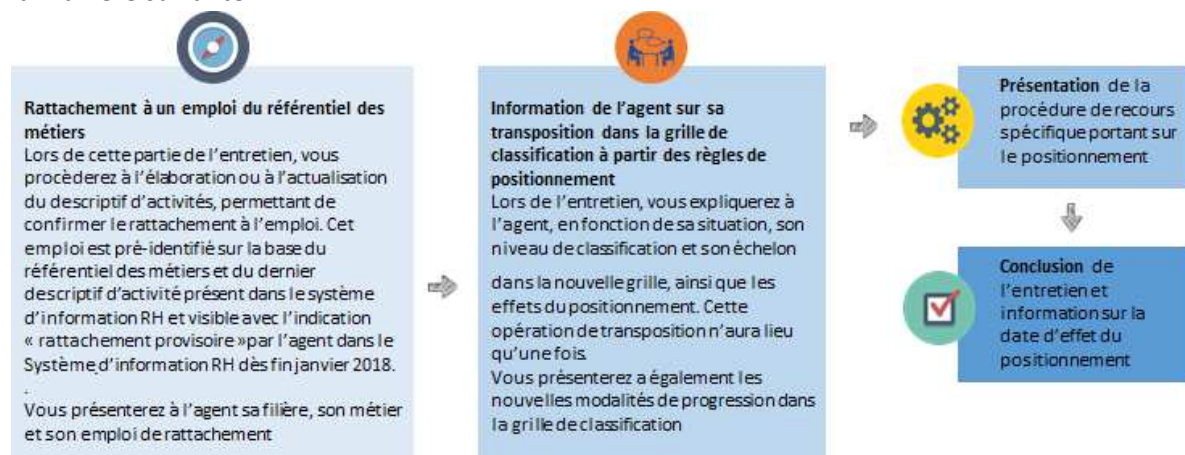 Rattachement à un emploi du référentiel des
métiers
Lors de cette partie de l'entretien, vous
procèderez à l'élaboration ou à l'actualisation
du descriptif d'activités, permettant de
confirmer le rattachement à l'emploi. Cet
emploi est pré-identifié sur la base du
référentiel des métiers et du dernier
descriptif d'activité présent dans le système
d'information RH et visible avec l'indication
« rattachement provisoire »par l'agent dans le
Système d'information RH dès fin janvier 2018.
.
Vous présenterez à l'agent sa filière, son métier
et son emploi de rattachement
Information de l'agent sur sa
transposition dans la grille de
classification à partir des règles de
positionnement
Lors de l'entretien, vous expliquerez à
l'agent, en fonction de sa situation, son
niveau de classification et son échelon
dans la nouvelle grille, ainsi que les
effets du positionnement. Cette
opération de transposition n'aura lieu
qu'une fois.
Vous présenterez a également les
nouvelles modalités de progression dans
la grille de classification
Présentation de la
procédure de recours
spécifique portant sur
le positionnement
Conclusion de
l'entretien et
information sur la
date d'effet du
positionnement